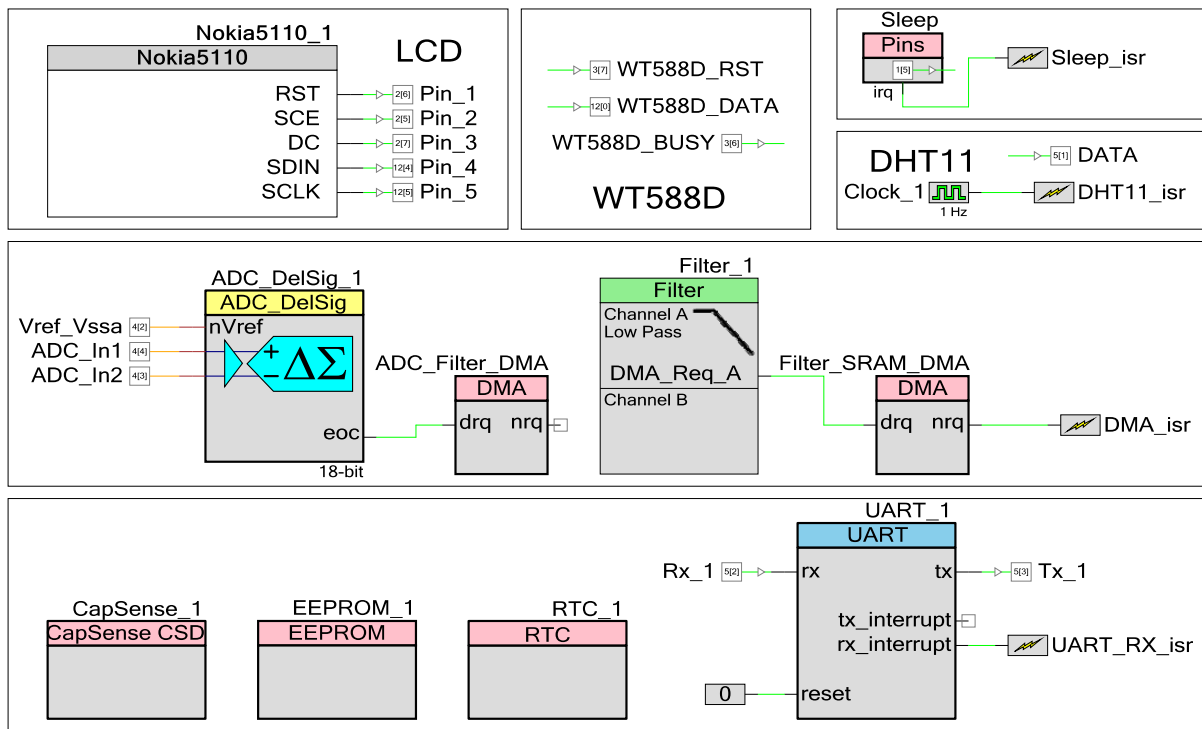 Nokia5110_1
Nokia5110
LCD
RST 2[6] Pin_1
SCE 2[5] Pin_2
DC 2[7] Pin_3
SDIN 12[4] Pin_4
SCLK 12[5] Pin_5
3[7] WT588D_RST
12[0] WT588D_DATA
WT588D_BUSY 3[6]
WT588D
Sleep
Pins
1[5]
irq
Sleep_isr
DHT11
5[1] DATA
Clock_1
1 Hz
DHT11_isr
ADC_DelSig_1
ADC_DelSig
Vref_Vssa 4[2] nVref
ADC_In1 4[4] +
ADC_In2 4[3] -
ΔΣ
eoc
18-bit
ADC_Filter_DMA
DMA
drq nrq
Filter_1
Filter
Channel A
Low Pass
DMA_Req_A
Channel B
Filter_SRAM_DMA
DMA
drq nrq
DMA_isr
CapSense_1
CapSense CSD
EEPROM_1
EEPROM
RTC_1
RTC
UART_1
UART
Rx_1 5[2] rx
tx 5[3] Tx_1
tx_interrupt
rx_interrupt UART_RX_isr
0 reset